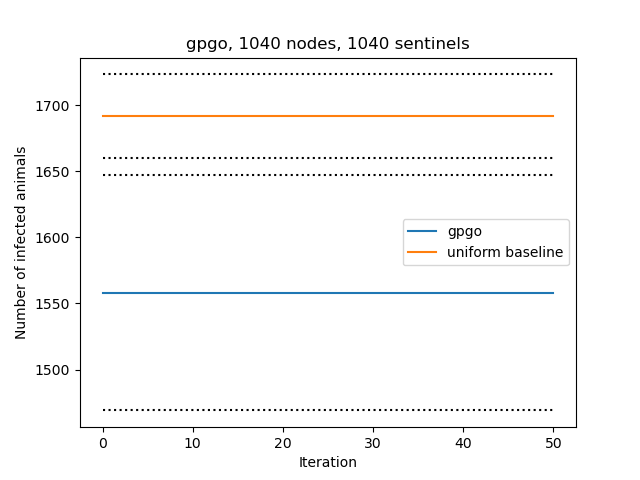 gpgo, 1040 nodes, 1040 sentinels
1700
1650
1600
1550
1500
Number of infected animals
gpgo
uniform baseline
0 10 20 30 40 50
Iteration